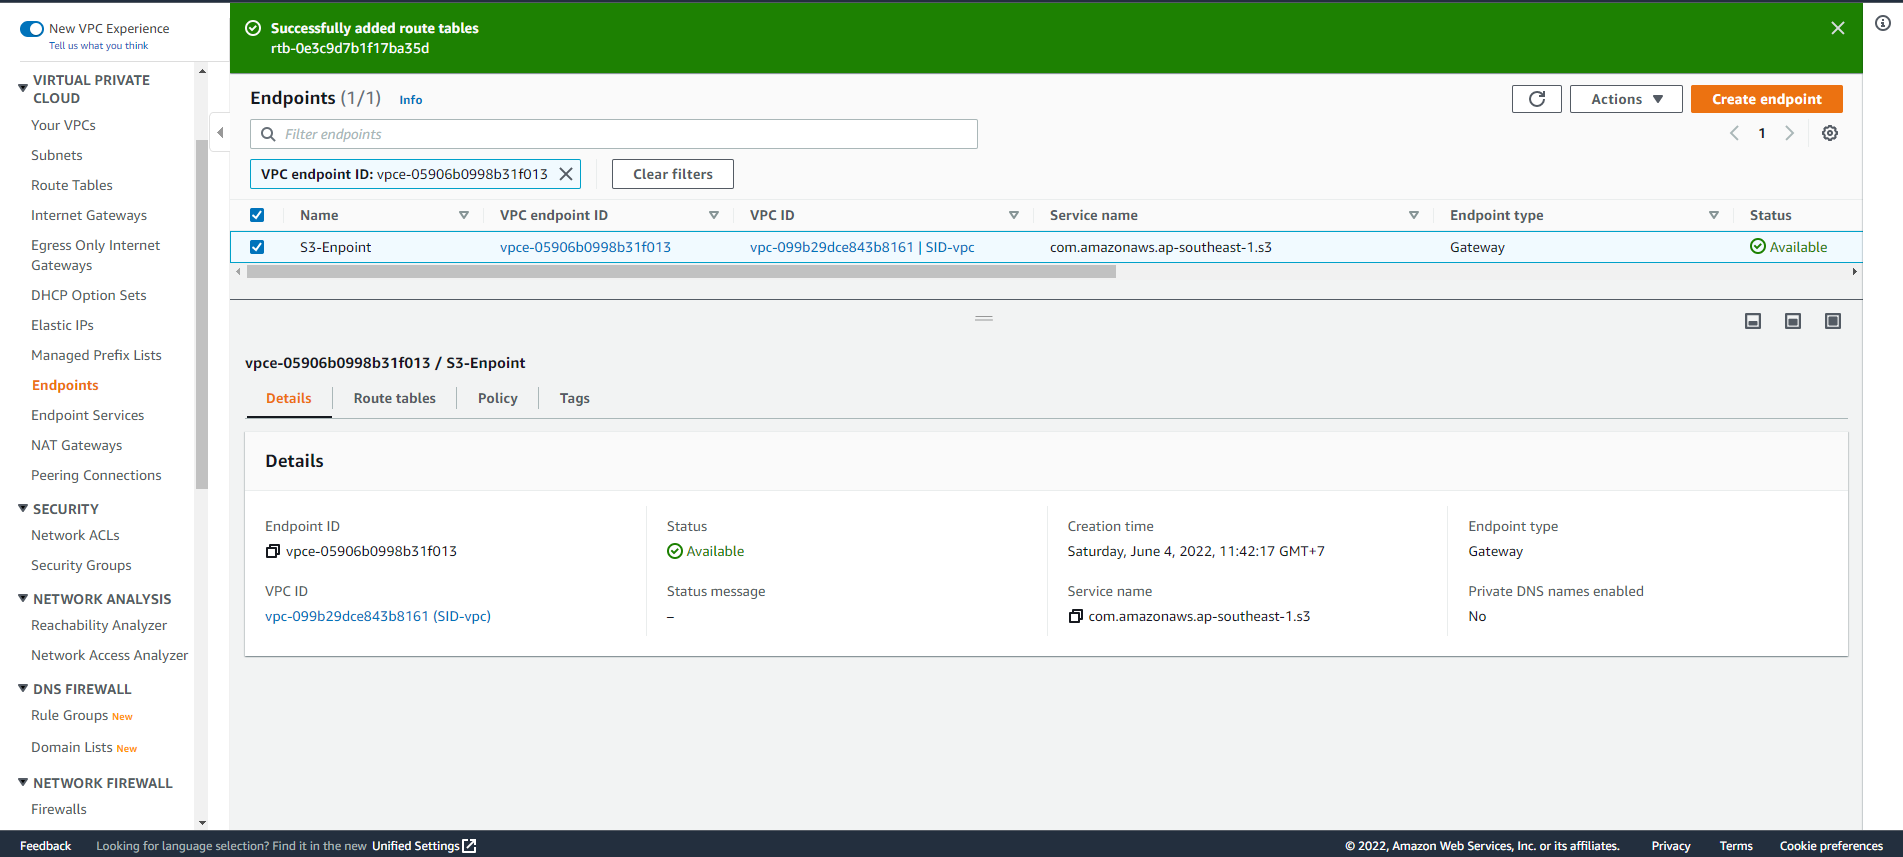 New VPC Experience
Tell us what you think
VIRTUAL PRIVATE
CLOUD
Your VPCs
Subnets
Route Tables
Internet Gateways
Egress Only Internet
Gateways
DHCP Option Sets
Elastic IPs
Managed Prefix Lists
Endpoints
Endpoint Services
NAT Gateways
Peering Connections
SECURITY
Network ACLs
Security Groups
NETWORK ANALYSIS
Reachability Analyzer
Network Access Analyzer
DNS FIREWALL
Rule Groups New
Domain Lists New
NETWORK FIREWALL
Firewalls
Successfully added route tables
rtb-0e3c9d7b1f17ba35d
Endpoints (1/1) Info
Actions
Create endpoint
Filter endpoints
1
VPC endpoint ID: vpce-05906b0998b31f013
Clear filters
Name VPC endpoint ID VPC ID Service name Endpoint type Status
S3-Enpoint vpce-05906b0998b31f013 vpc-099b29dce843b8161 | SID-vpc com.amazonaws.ap-southeast-1.s3 Gateway Available
vpce-05906b0998b31f013 / S3-Enpoint
Details Route tables Policy Tags
Details
Endpoint ID
vpce-05906b0998b31f013
Status
Available
Creation time
Saturday, June 4, 2022, 11:42:17 GMT+7
Endpoint type
Gateway
VPC ID
vpc-099b29dce843b8161 (SID-vpc)
Status message
–
Service name
com.amazonaws.ap-southeast-1.s3
Private DNS names enabled
No
Feedback Looking for language selection? Find it in the new Unified Settings © 2022, Amazon Web Services, Inc. or its affiliates. Privacy Terms Cookie preferences